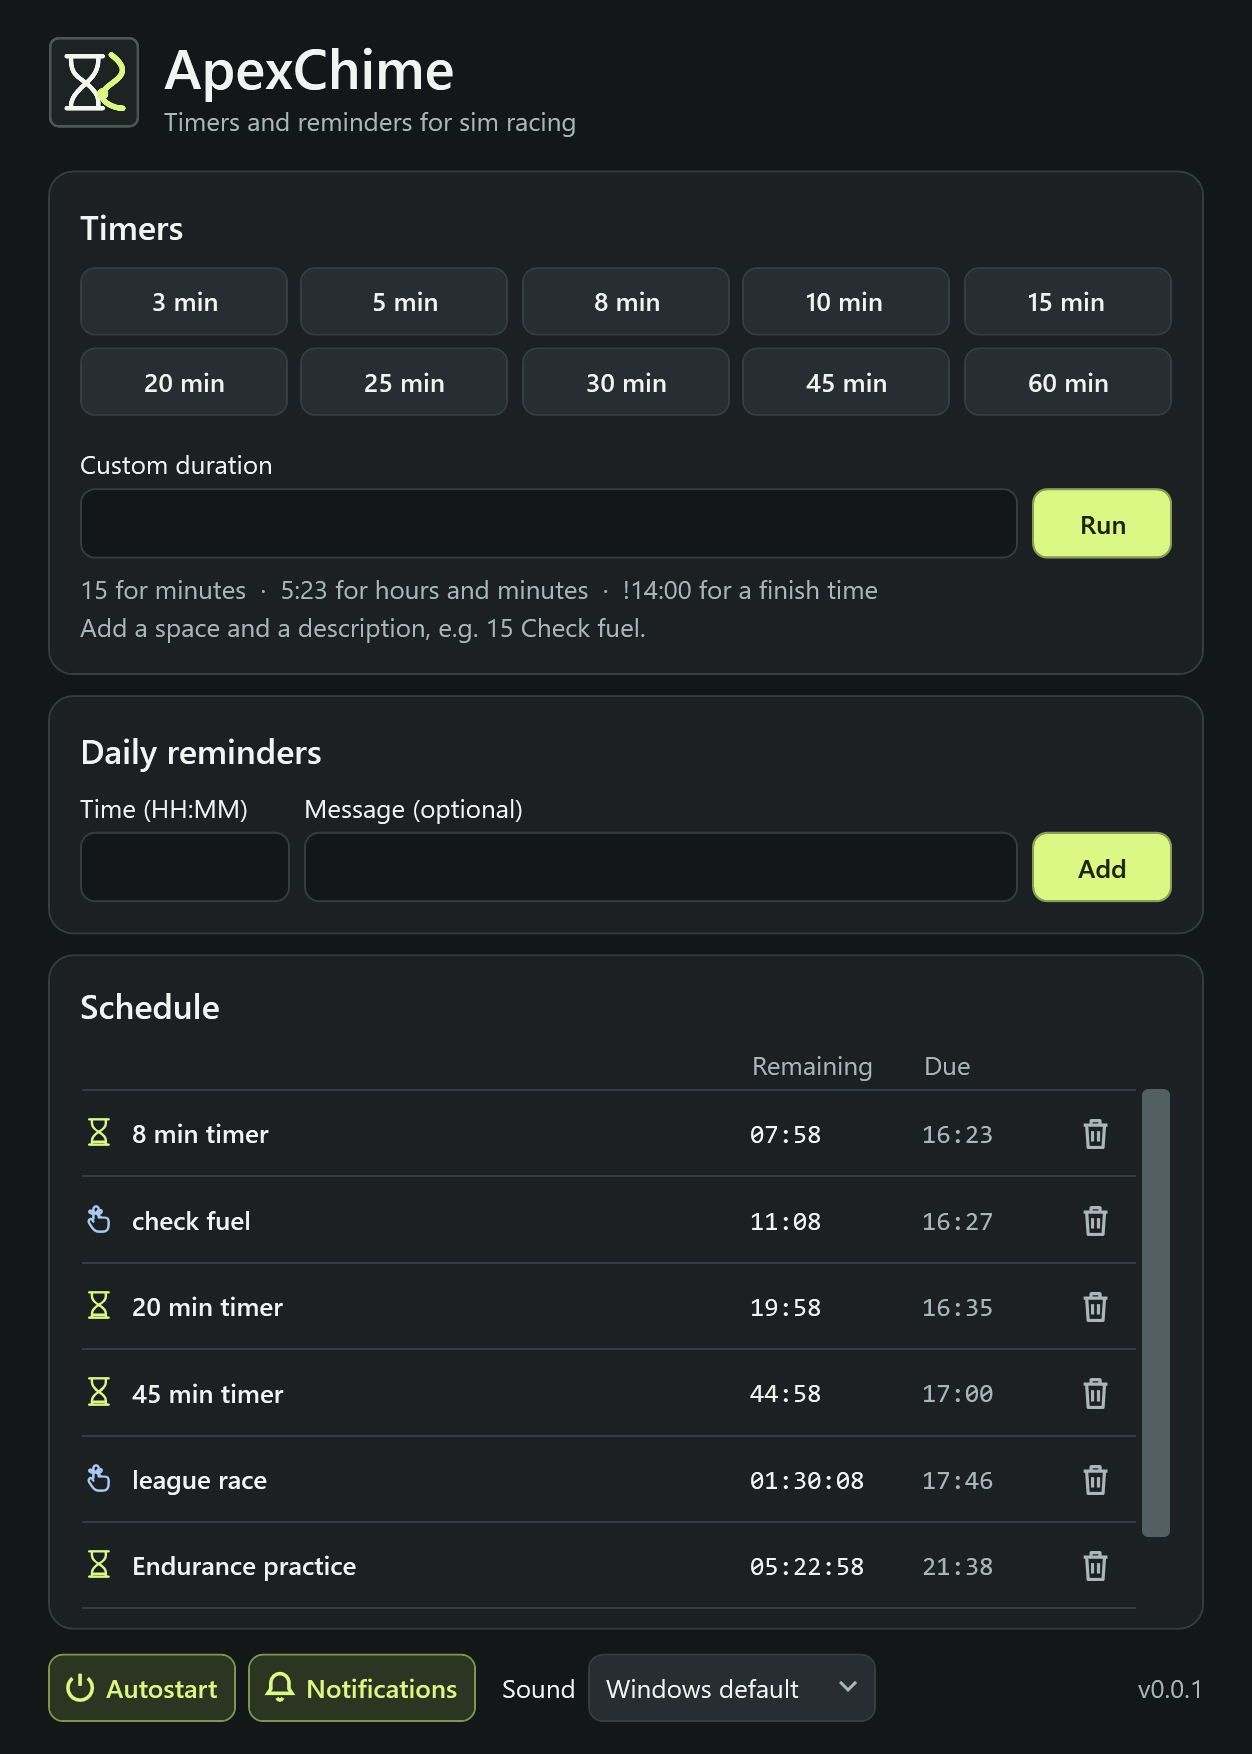 ApexChime
Timers and reminders for sim racing
Timers
3 min 5 min 8 min 10 min 15 min
20 min 25 min 30 min 45 min 60 min
Custom duration
Run
15 for minutes · 5:23 for hours and minutes · !14:00 for a finish time
Add a space and a description, e.g. 15 Check fuel.
Daily reminders
Time (HH:MM) Message (optional)
Add
Schedule
Remaining Due
8 min timer 07:58 16:23
check fuel 11:08 16:27
20 min timer 19:58 16:35
45 min timer 44:58 17:00
league race 01:30:08 17:46
Endurance practice 05:22:58 21:38
Autostart Notifications Sound Windows default v0.0.1